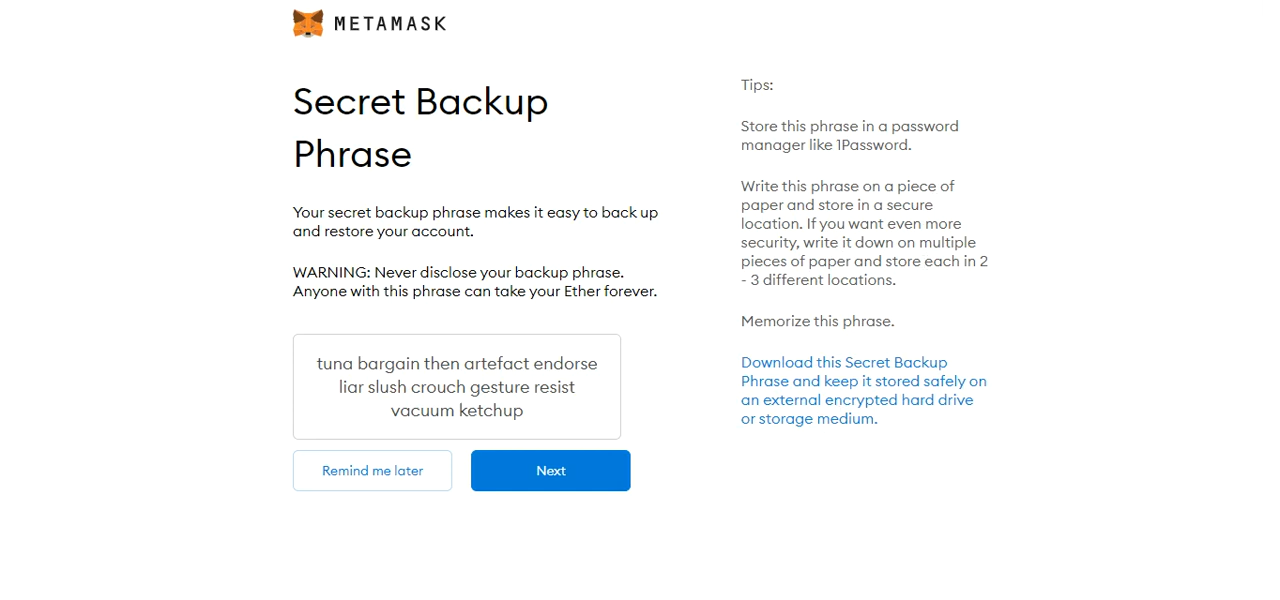 METAMASK
Secret Backup
Phrase
Your secret backup phrase makes it easy to back up
and restore your account.
WARNING: Never disclose your backup phrase.
Anyone with this phrase can take your Ether forever.
tuna bargain then artefact endorse
liar slush crouch gesture resist
vacuum ketchup
Remind me later
Next
Tips:
Store this phrase in a password
manager like 1Password.
Write this phrase on a piece of
paper and store in a secure
location. If you want even more
security, write it down on multiple
pieces of paper and store each in 2
- 3 different locations.
Memorize this phrase.
Download this Secret Backup
Phrase and keep it stored safely on
an external encrypted hard drive
or storage medium.